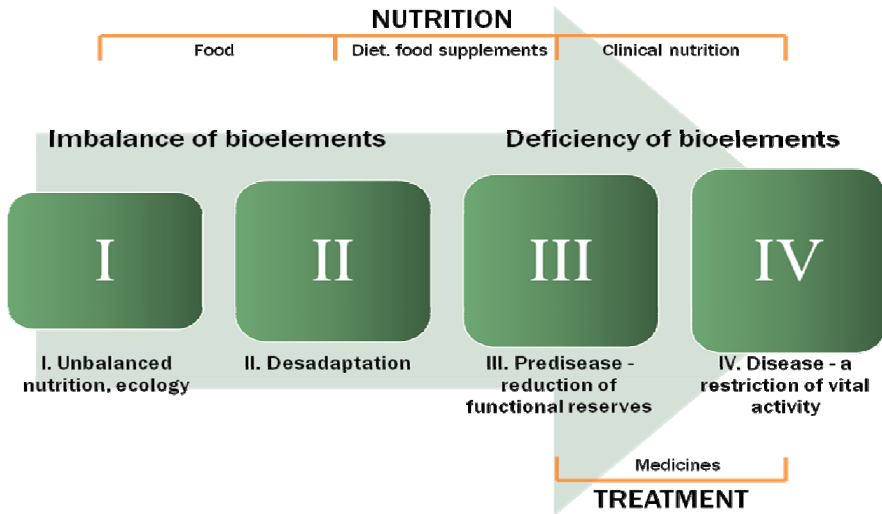 NUTRITION
Food
Diet. food supplements
Clinical nutrition
Imbalance of bioelements
Deficiency of bioelements
I
II
III
IV
I. Unbalanced
nutrition, ecology
II. Desadaptation
III. Predisease -
reduction of
functional reserves
IV. Disease - a
restriction of vital
activity
Medicines
TREATMENT